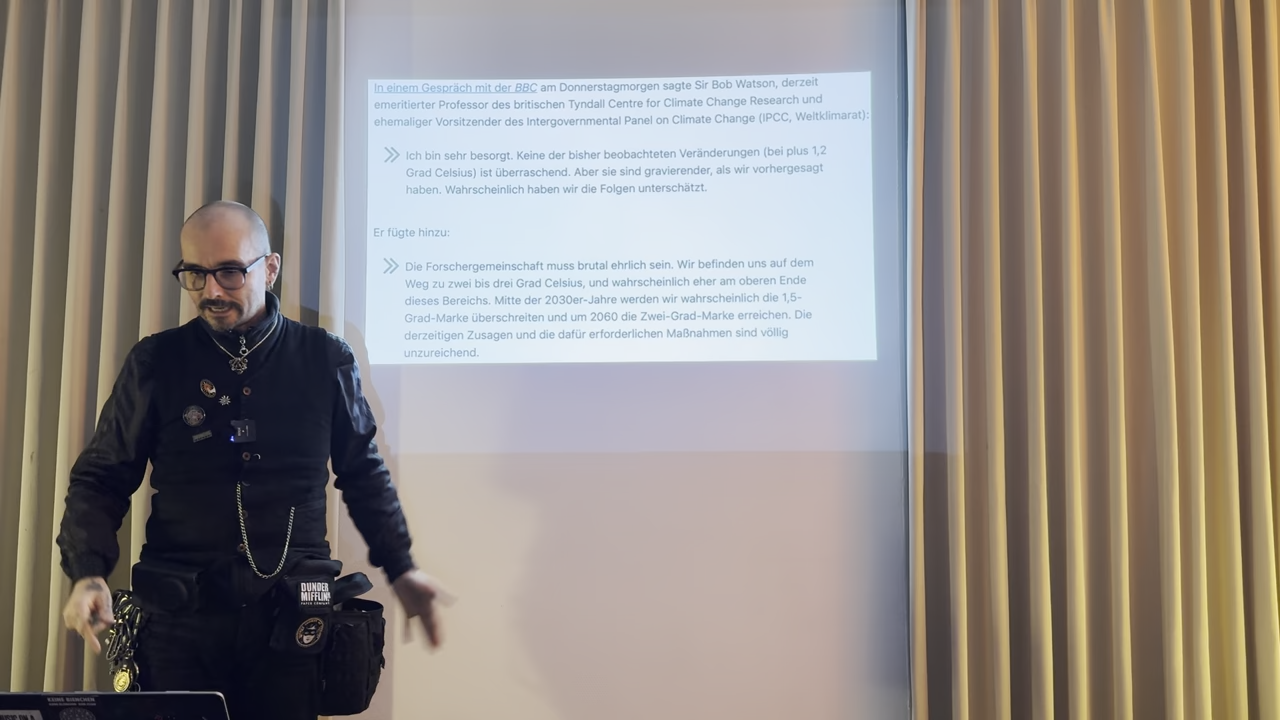 In einem Gespräch mit der BBC am Donnerstagmorgen sagte Sir Bob Watson, derzeit
emeritierter Professor des britischen Tyndall Centre for Climate Change Research und
ehemaliger Vorsitzender des Intergovernmental Panel on Climate Change (IPCC, Weltklimarat):
Ich bin sehr besorgt. Keine der bisher beobachteten Veränderungen (bei plus 1,2
Grad Celsius) ist überraschend. Aber sie sind gravierender, als wir vorhergesagt
haben. Wahrscheinlich haben wir die Folgen unterschätzt.
Er fügte hinzu:
Die Forschergemeinschaft muss brutal ehrlich sein. Wir befinden uns auf dem
Weg zu zwei bis drei Grad Celsius, und wahrscheinlich eher am oberen Ende
dieses Bereichs. Mitte der 2030er-Jahre werden wir wahrscheinlich die 1,5-
Grad-Marke überschreiten und um 2060 die Zwei-Grad-Marke erreichen. Die
derzeitigen Zusagen und die dafür erforderlichen Maßnahmen sind völlig
unzureichend.
DUNDER
MIFFLIN